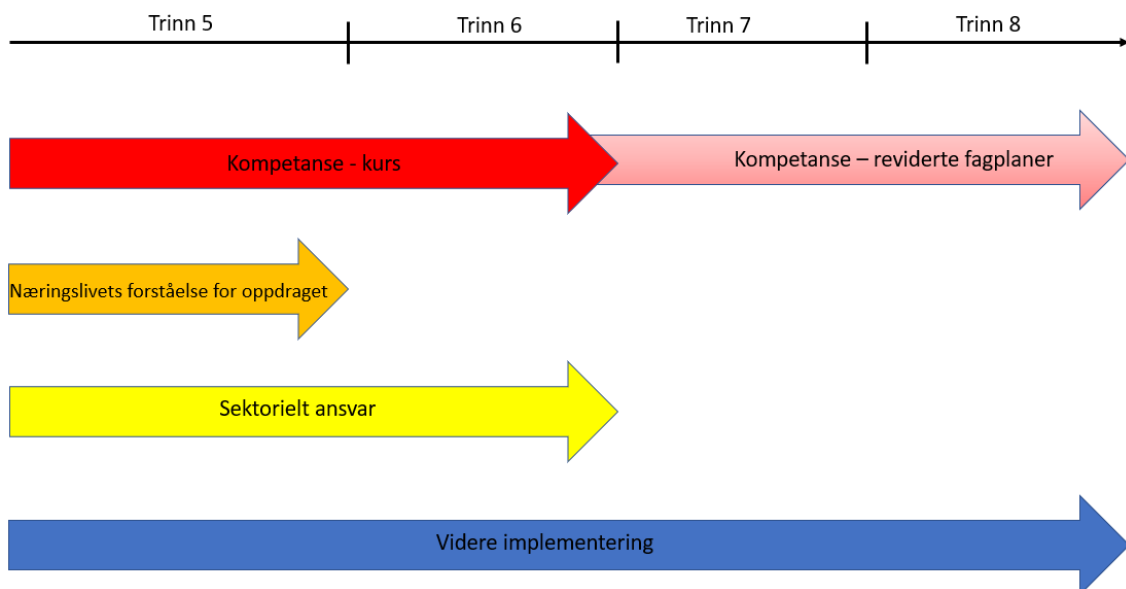 Trinn 5
Trinn 6
Trinn 7
Trinn 8
Kompetanse - kurs
Kompetanse – reviderte fagplaner
Næringslivets forståelse for oppdraget
Sektorielt ansvar
Videre implementering